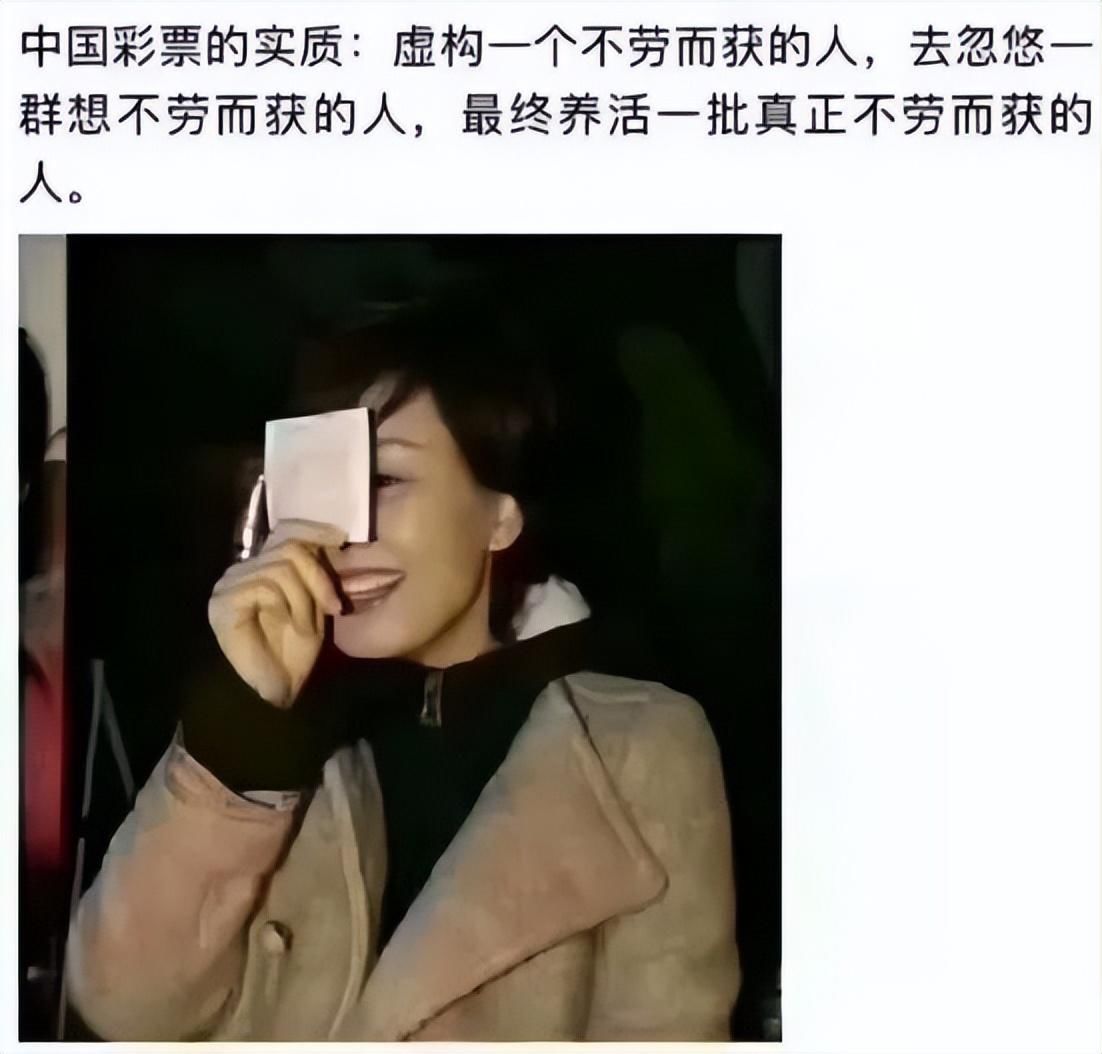 中国彩票的实质：虚构一个不劳而获的人，去忽悠一
群想不劳而获的人，最终养活一批真正不劳而获的
人。